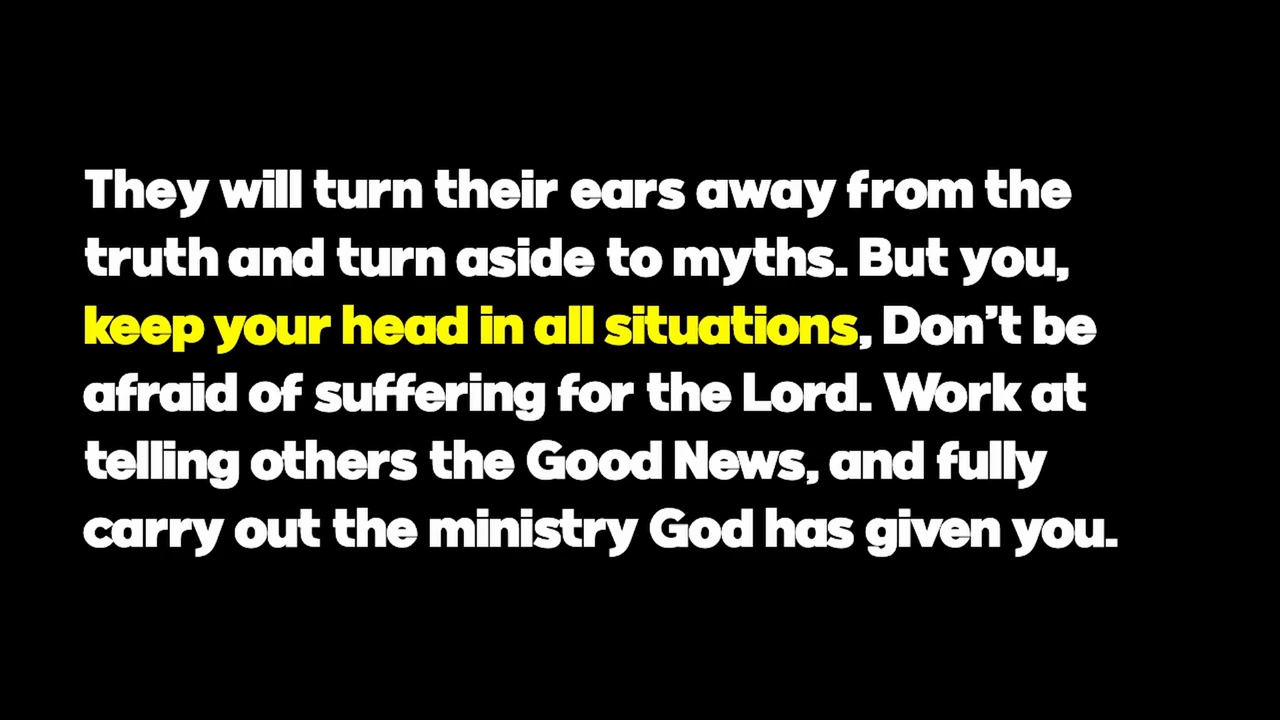 They will turn their ears away from the
truth and turn aside to myths. But you,
keep your head in all situations, Don’t be
afraid of suffering for the Lord. Work at
telling others the Good News, and fully
carry out the ministry God has given you.